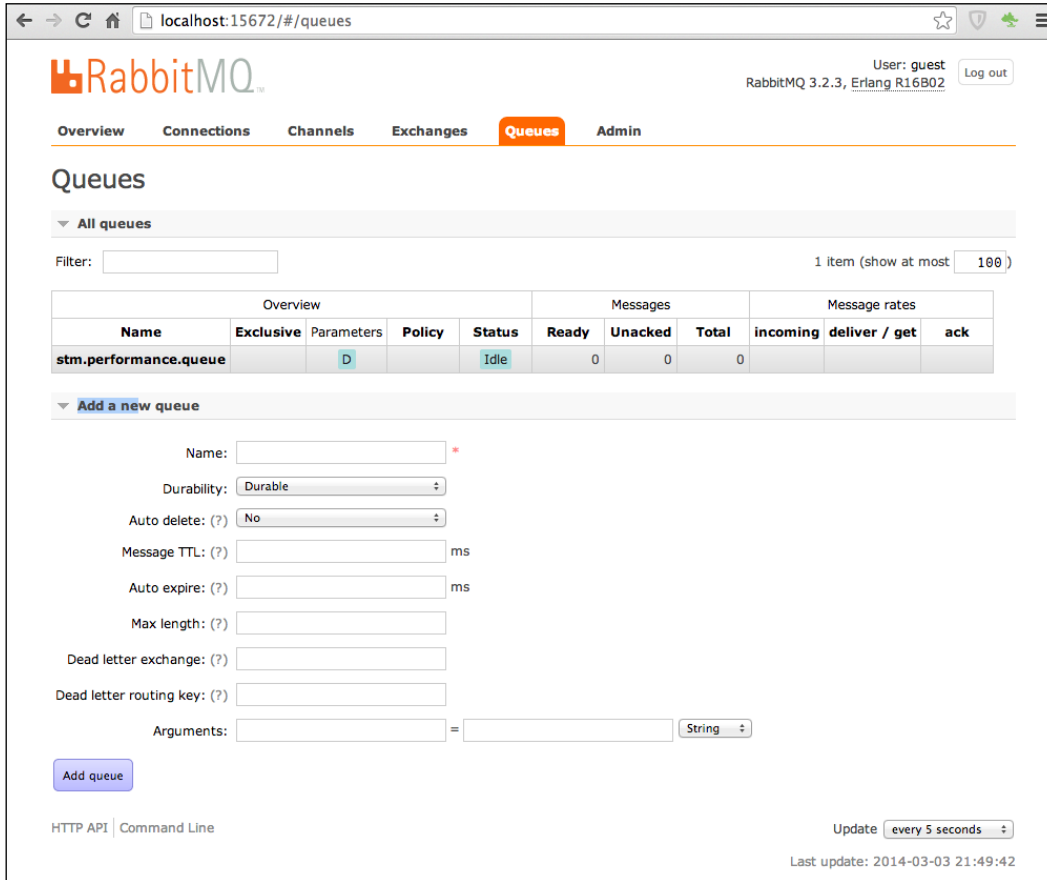 localhost:15672/#/queues
RabbitMQ
User: guest
RabbitMQ 3.2.3, Erlang R16B02
Log out
Overview Connections Channels Exchanges Queues Admin
Queues
All queues
Filter:
1 item (show at most 100 )
Overview Messages Message rates
Name Exclusive Parameters Policy Status Ready Unacked Total incoming deliver / get ack
stm.performance.queue D Idle 0 0 0
Add a new queue
Name: *
Durability: Durable
Auto delete: (?) No
Message TTL: (?) ms
Auto expire: (?) ms
Max length: (?)
Dead letter exchange: (?)
Dead letter routing key: (?)
Arguments: = String
Add queue
HTTP API Command Line
Update every 5 seconds
Last update: 2014-03-03 21:49:42